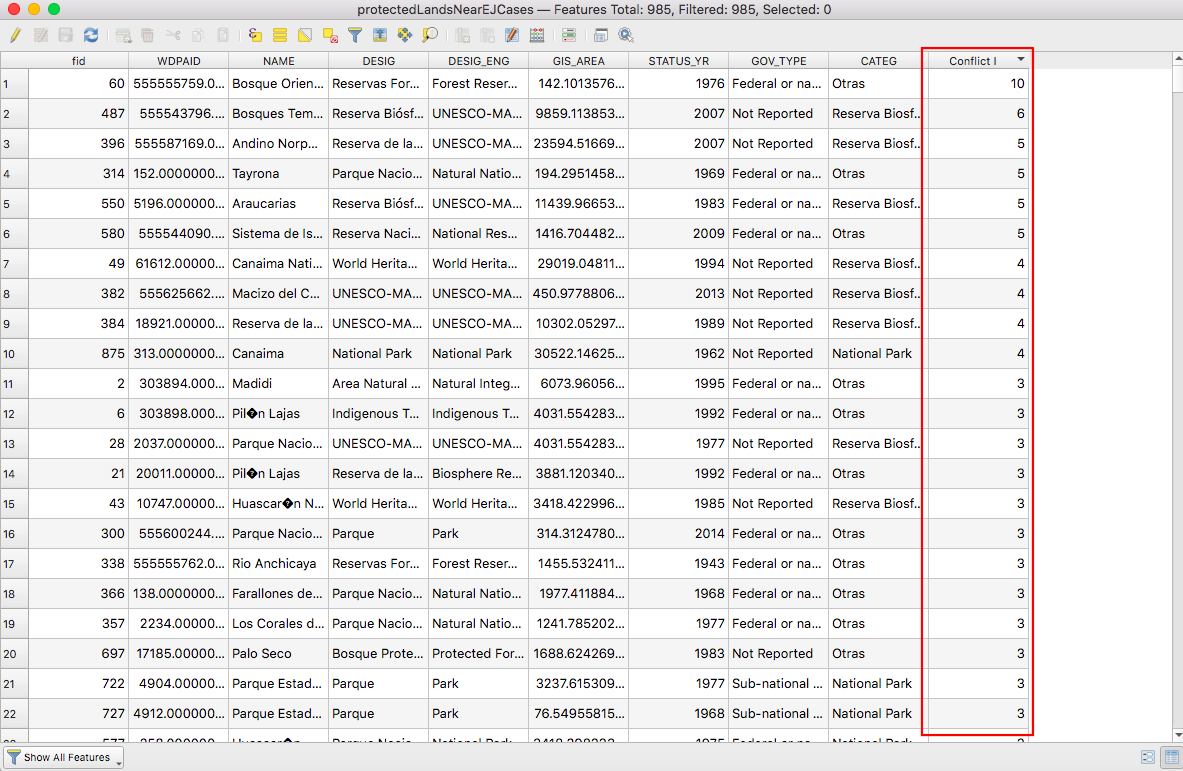 protectedLandsNearEJCases — Features Total: 985, Filtered: 985, Selected: 0
fid WDPAID NAME DESIG DESIG_ENG GIS_AREA STATUS_YR GOV_TYPE CATEG Conflict I
1 60 555555759.0... Bosque Orien... Reservas For... Forest Reser... 142.1013576... 1976 Federal or na... Otras 10
2 487 555543796.... Bosques Tem... Reserva Biósf... UNESCO-MA... 9859.113853... 2007 Not Reported Reserva Biosf... 6
3 396 555587169.0... Andino Norp... Reserva de la... UNESCO-MA... 23594.51669... 2007 Not Reported Reserva Biosf... 5
4 314 152.0000000... Tayrona Parque Nacio... Natural Natio... 194.2951458... 1969 Federal or na... Otras 5
5 550 5196.000000... Araucarias Reserva Biósf... UNESCO-MA... 11439.96653... 1983 Federal or na... Reserva Biosf... 5
6 580 555544090.... Sistema de Is... Reserva Naci... National Res... 1416.704482... 2009 Federal or na... Otras 5
7 49 61612.00000... Canaima Nati... World Herita... World Herita... 29019.04811... 1994 Not Reported Reserva Biosf... 4
8 382 555625662.... Macizo del C... UNESCO-MA... UNESCO-MA... 450.9778806... 2013 Not Reported Reserva Biosf... 4
9 384 18921.00000... Reserva de la... UNESCO-MA... UNESCO-MA... 10302.05297... 1989 Not Reported Reserva Biosf... 4
10 875 313.0000000... Canaima National Park National Park 30522.14625... 1962 Not Reported National Park 4
11 2 303894.000... Madidi Area Natural ... Natural Integ... 6073.96056... 1995 Federal or na... Otras 3
12 6 303898.000... Pil�n Lajas Indigenous T... Indigenous T... 4031.554283... 1992 Federal or na... Otras 3
13 28 2037.000000... Parque Nacio... UNESCO-MA... UNESCO-MA... 4031.554283... 1977 Not Reported Reserva Biosf... 3
14 21 20011.00000... Pil�n Lajas Reserva de la... Biosphere Re... 3881.120340... 1992 Federal or na... Otras 3
15 43 10747.00000... Huascar�n N... World Herita... World Herita... 3418.422996... 1985 Not Reported Reserva Biosf... 3
16 300 555600244.... Parque Nacio... Parque Park 314.3124780... 2014 Federal or na... Otras 3
17 338 555555762.0... Rio Anchicaya Reservas For... Forest Reser... 1455.532411... 1943 Federal or na... Otras 3
18 366 138.0000000... Farallones de... Parque Nacio... Natural Natio... 1977.411884... 1968 Federal or na... Otras 3
19 357 2234.00000... Los Corales d... Parque Nacio... Natural Natio... 1241.785202... 1977 Federal or na... Otras 3
20 697 17185.00000... Palo Seco Bosque Prote... Protected For... 1688.624269... 1983 Not Reported Otras 3
21 722 4904.00000... Parque Estad... Parque Park 3237.615309... 1977 Sub-national ... National Park 3
22 727 4912.000000... Parque Estad... Parque Park 76.54955815... 1968 Sub-national ... National Park 3
Show All Features